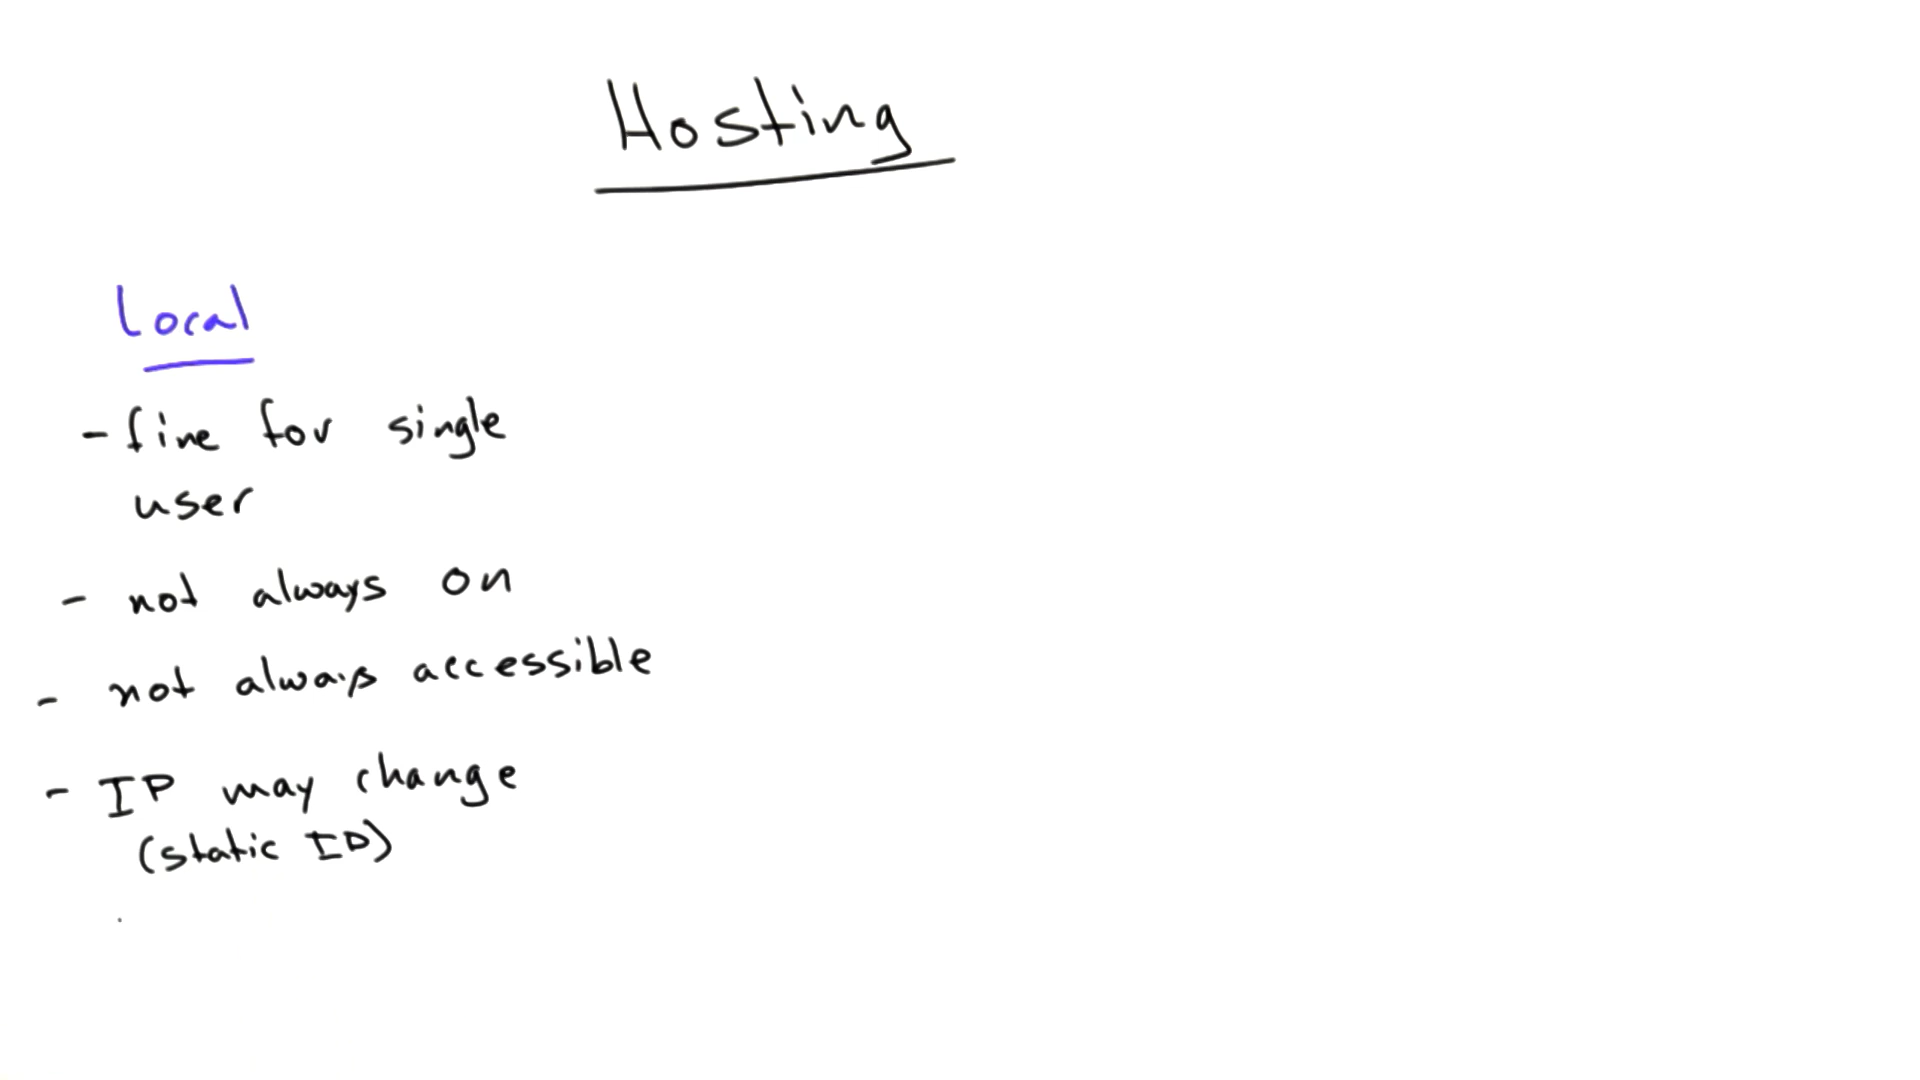 Hosting
Local
- fine for single
user
- not always on
- not always accessible
- IP may change
(static ID)